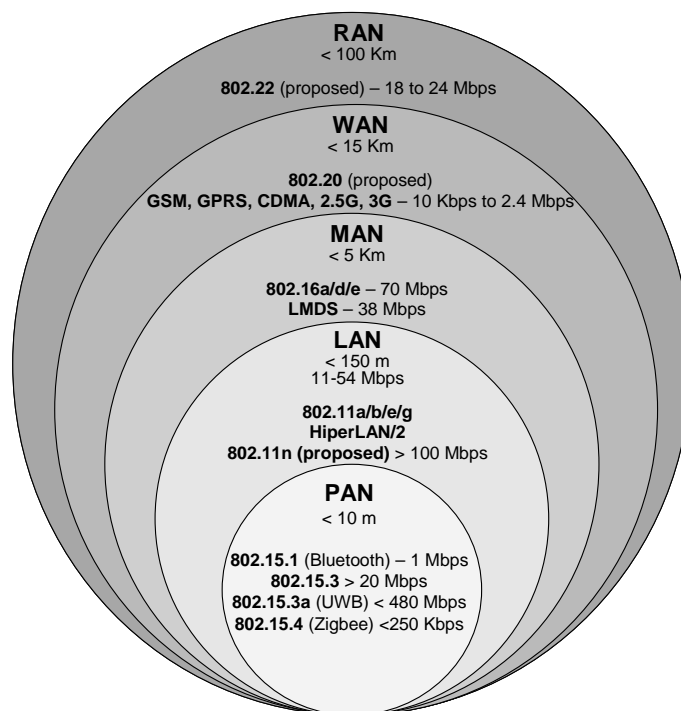 RAN
< 100 Km
802.22 (proposed) – 18 to 24 Mbps
WAN
< 15 Km
802.20 (proposed)
GSM, GPRS, CDMA, 2.5G, 3G – 10 Kbps to 2.4 Mbps
MAN
< 5 Km
802.16a/d/e – 70 Mbps
LMDS – 38 Mbps
LAN
< 150 m
11-54 Mbps
802.11a/b/e/g
HiperLAN/2
802.11n (proposed) > 100 Mbps
PAN
< 10 m
802.15.1 (Bluetooth) – 1 Mbps
802.15.3 > 20 Mbps
802.15.3a (UWB) < 480 Mbps
802.15.4 (Zigbee) <250 Kbps